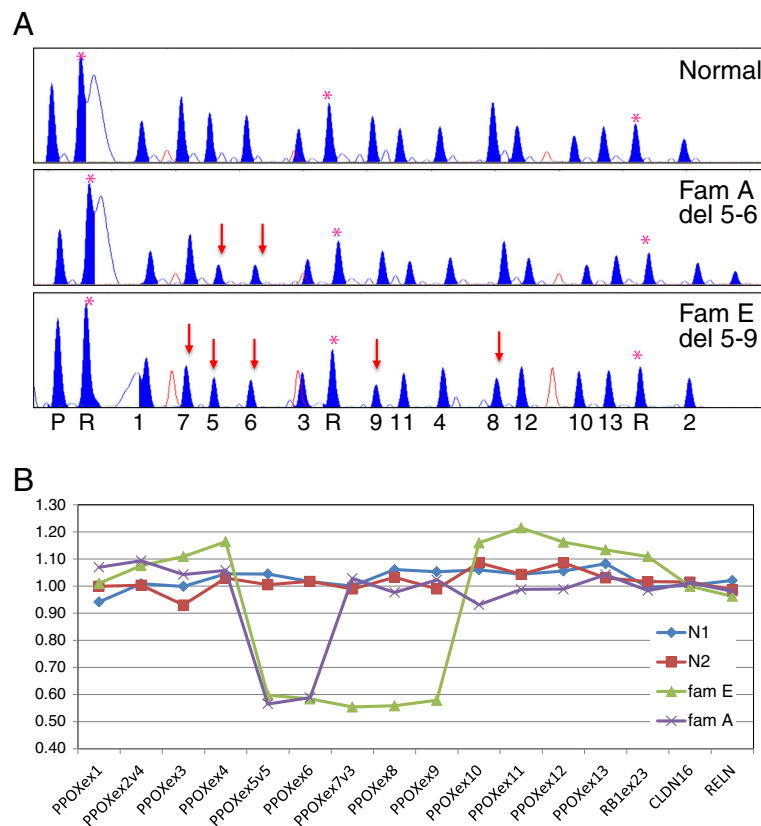 A
Normal
Fam A
del 5-6
Fam E
del 5-9
P R 1 7 5 6 3 R 9 11 4 8 12 10 13 R 2
B
1.30
1.20
1.10
1.00
0.90
0.80
0.70
0.60
0.50
0.40
N1
N2
fam E
fam A
PPOXex1
PPOXex2v4
PPOXex3
PPOXex4
PPOXex5v5
PPOXex6
PPOXex7v3
PPOXex8
PPOXex9
PPOXex10
PPOXex11
PPOXex12
PPOXex13
RB1ex23
CLDN16
RELN